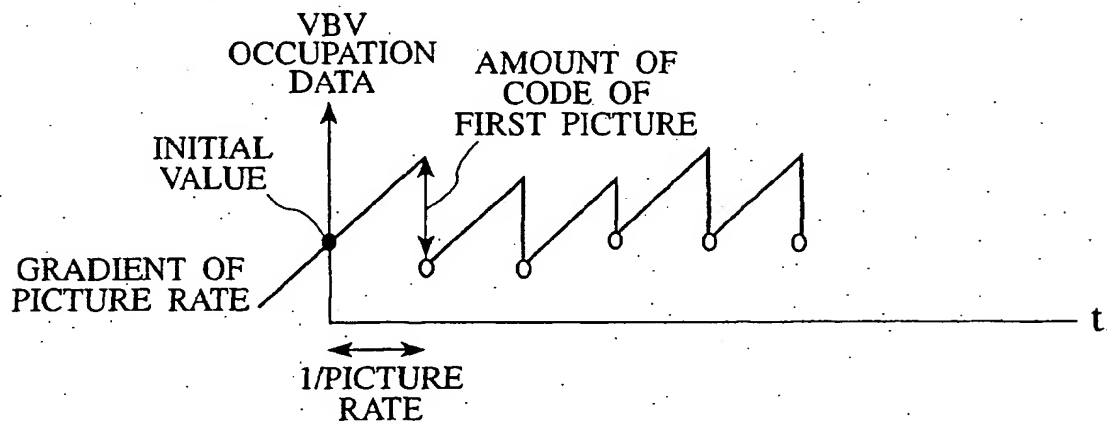 VBV
OCCUPATION
DATA
AMOUNT OF
CODE OF
FIRST PICTURE
INITIAL
VALUE
GRADIENT OF
PICTURE RATE
t
1/PICTURE
RATE